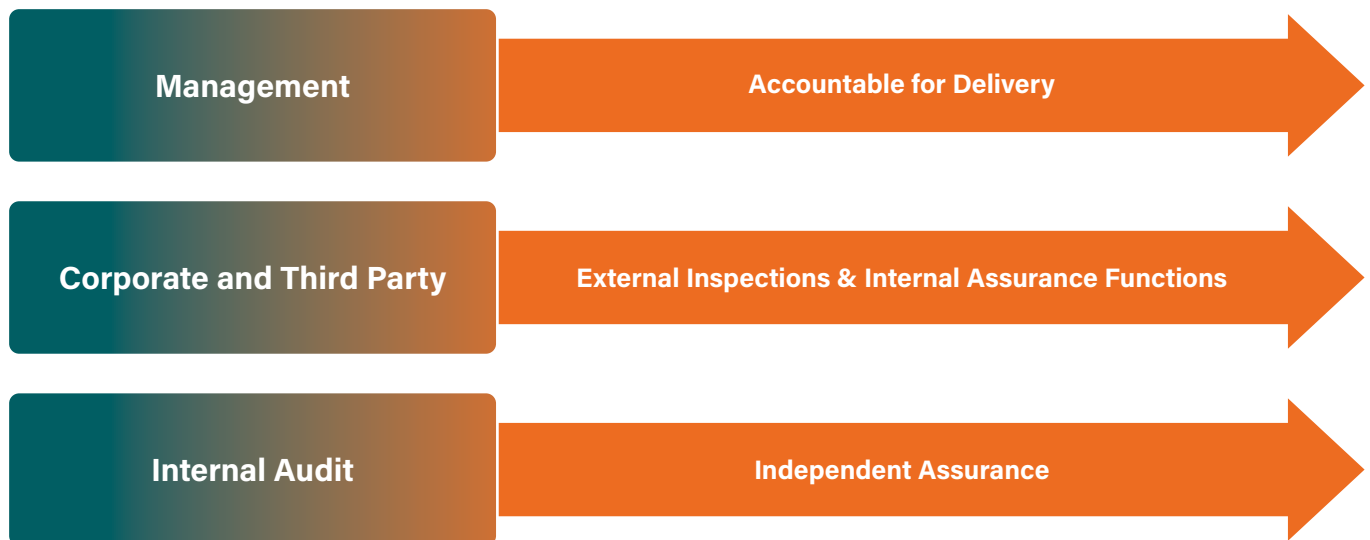 Management
Accountable for Delivery
Corporate and Third Party
External Inspections & Internal Assurance Functions
Internal Audit
Independent Assurance